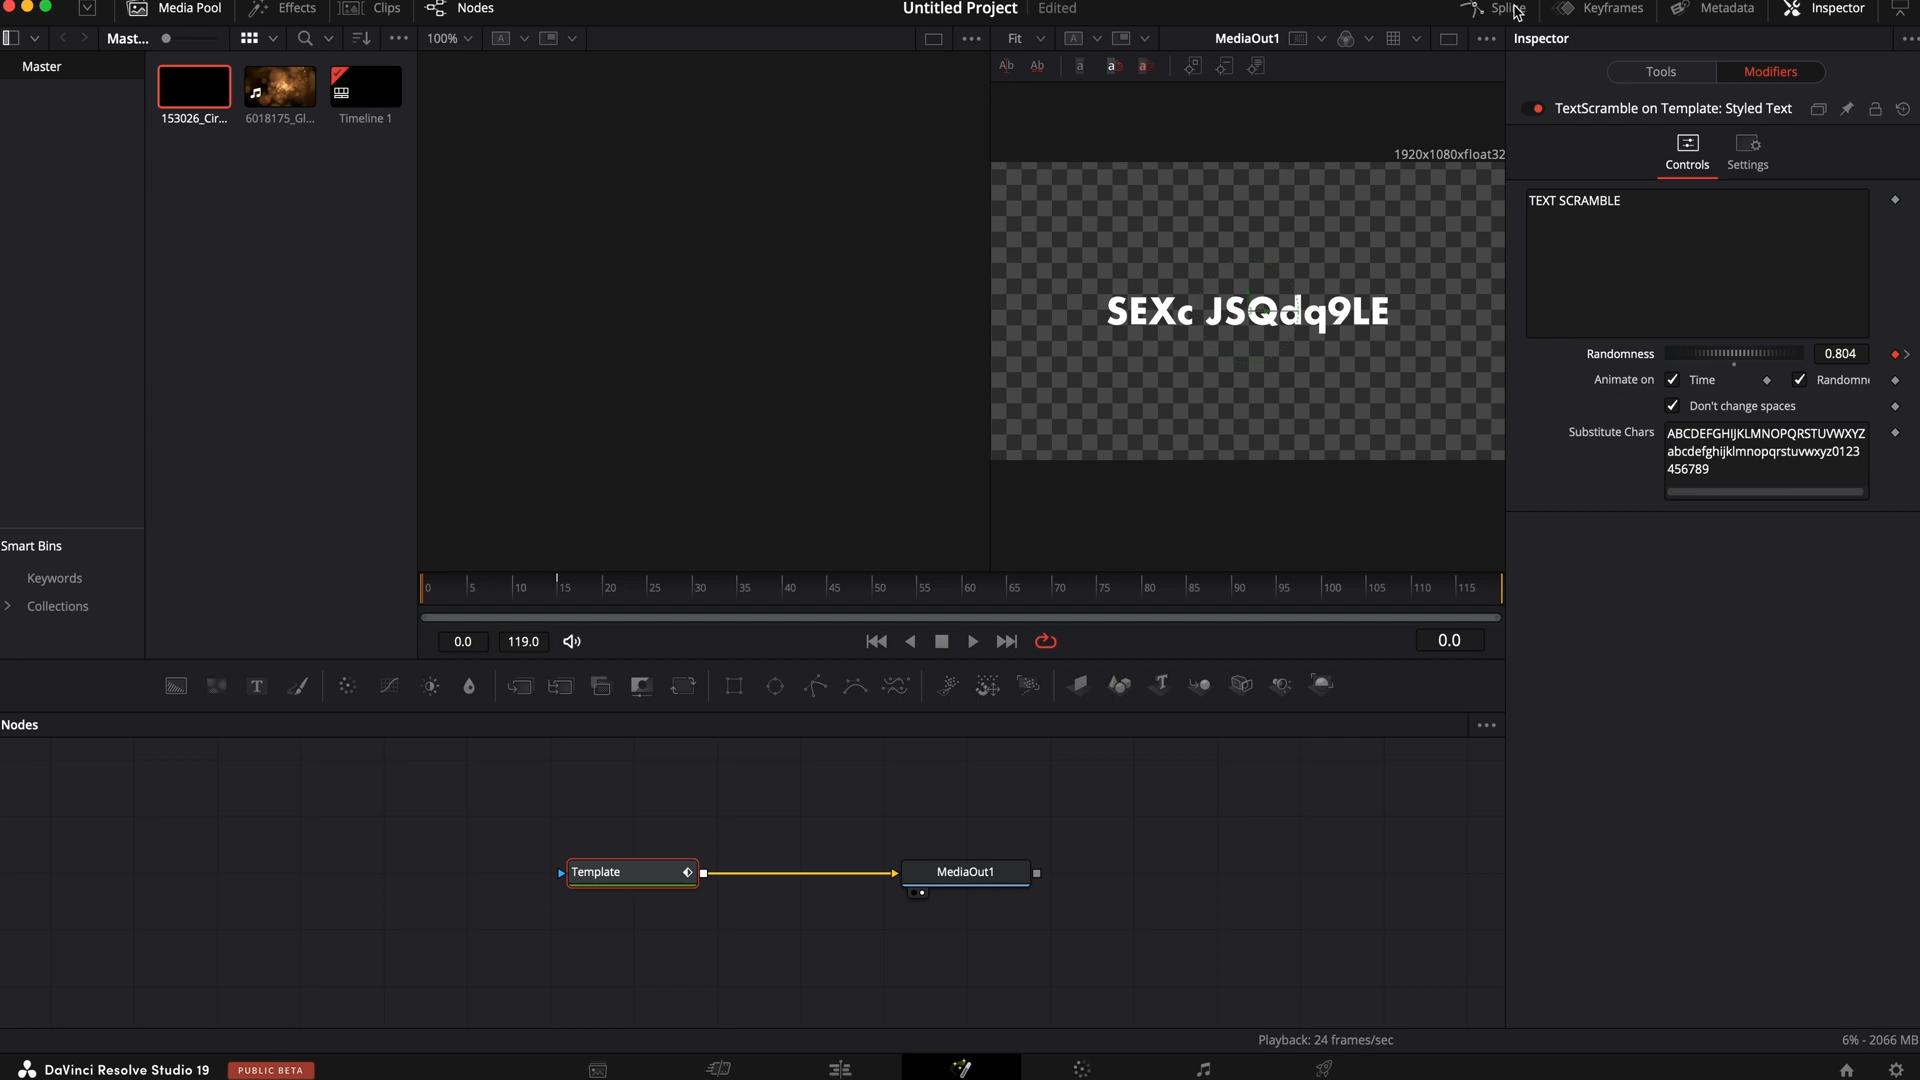 Media Pool
Effects
Clips
Nodes
Untitled Project
Edited
Spline
Keyframes
Metadata
Inspector
Mast...
100%
Fit
MediaOut1
Inspector
Master
153026_Cir...
6018175_Gl...
Timeline 1
Ab
Ab
a
a
a
Tools
Modifiers
TextScramble on Template: Styled Text
Controls
Settings
1920x1080xfloat32
SEXc JSQdq9LE
TEXT SCRAMBLE
Randomness
0.804
Animate on
Time
Randomn
Don't change spaces
Substitute Chars
ABCDEFGHIJKLMNOPQRSTUVWXYZ
abcdefghijklmnopqrstuvwxyz0123
456789
Smart Bins
Keywords
Collections
0 5 10 15 20 25 30 35 40 45 50 55 60 65 70 75 80 85 90 95 100 105 110 115
0.0
119.0
0.0
T
T
Nodes
Template
MediaOut1
Playback: 24 frames/sec
6% - 2066 MB
DaVinci Resolve Studio 19
PUBLIC BETA